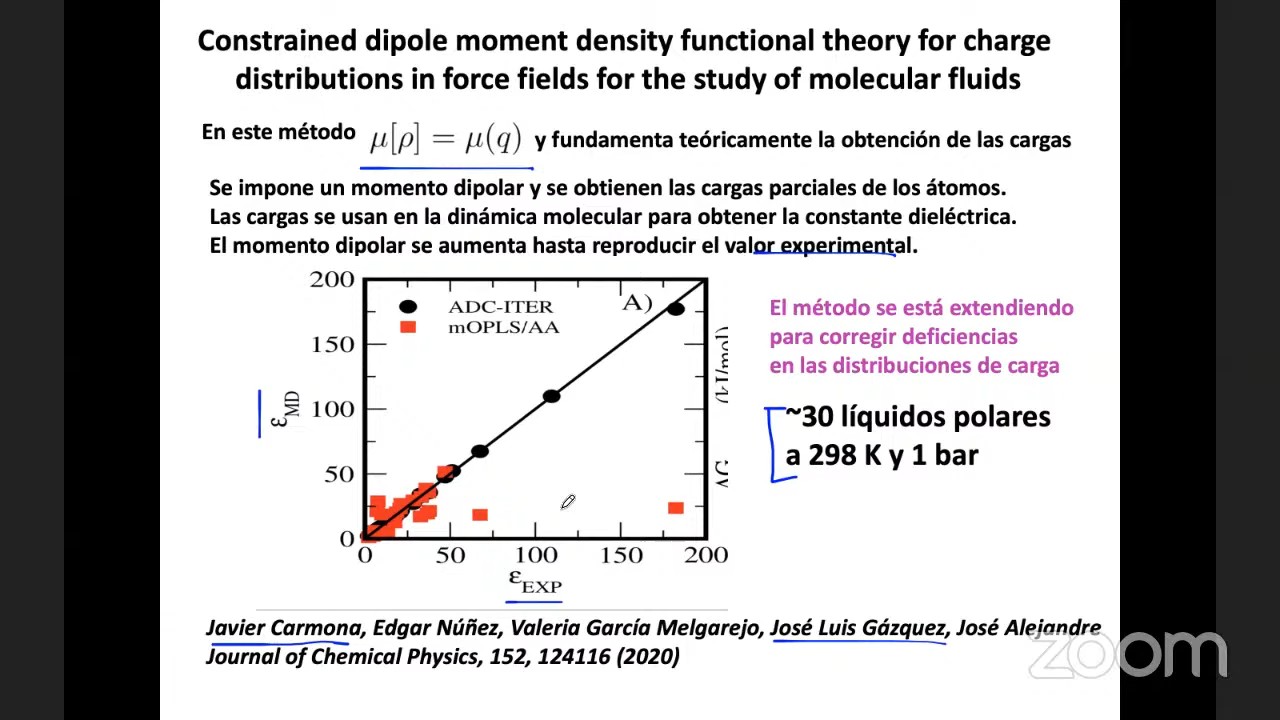 Constrained dipole moment density functional theory for charge
distributions in force fields for the study of molecular fluids
En este método μ[ρ] = μ(q) y fundamenta teóricamente la obtención de las cargas
Se impone un momento dipolar y se obtienen las cargas parciales de los átomos.
Las cargas se usan en la dinámica molecular para obtener la constante dieléctrica.
El momento dipolar se aumenta hasta reproducir el valor experimental.
200
ADC-ITER
A)
mOPLS/AA
150
100
50
0
ε_MD
(kJ/mol)
ΔG
0
50
100
150
200
ε_EXP
El método se está extendiendo
para corregir deficiencias
en las distribuciones de carga
~30 líquidos polares
a 298 K y 1 bar
Javier Carmona, Edgar Núñez, Valeria García Melgarejo, José Luis Gázquez, José Alejandre
Journal of Chemical Physics, 152, 124116 (2020)
zoom